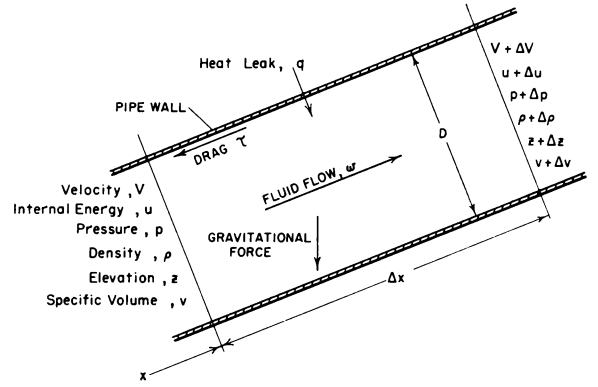 Heat Leak, q
PIPE WALL
DRAG τ
FLUID FLOW, w
GRAVITATIONAL
FORCE
D
V + ΔV
u + Δu
p + Δp
ρ + Δρ
z + Δz
v + Δv
Velocity, V
Internal Energy, u
Pressure, p
Density, ρ
Elevation, z
Specific Volume, v
Δx
x